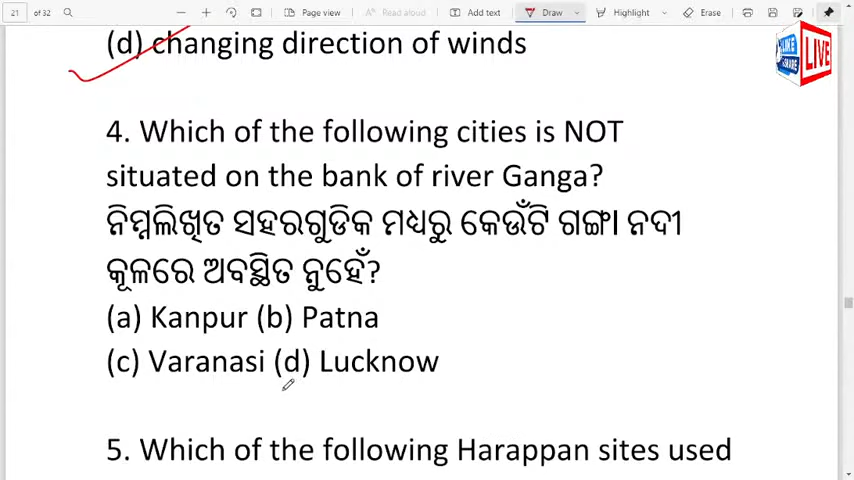 21 of 32 Page view Read aloud Add text Draw Highlight Erase
(d) changing direction of winds
LIKE SHARE LIVE
4. Which of the following cities is NOT
situated on the bank of river Ganga?
ନିମ୍ନଲିଖିତ ସହରଗୁଡିକ ମଧ୍ୟରୁ କେଉଁଟି ଗଙ୍ଗା ନଦୀ
କୂଳରେ ଅବସ୍ଥିତ ନୁହେଁ?
(a) Kanpur (b) Patna
(c) Varanasi (d) Lucknow
5. Which of the following Harappan sites used